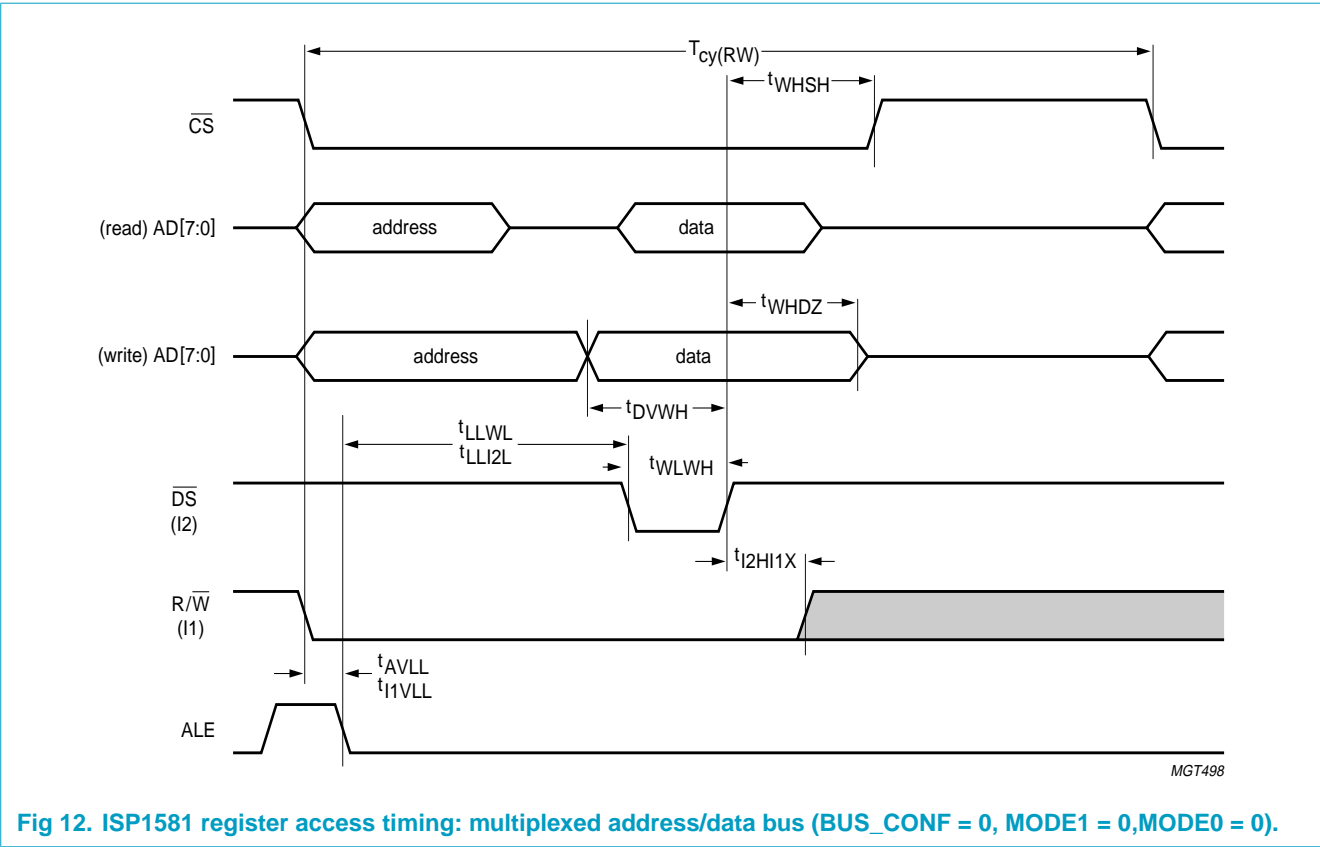 Tcy(RW)
tWHSH
CS
(read) AD[7:0]
address
data
tWHDZ
(write) AD[7:0]
address
data
tDVWH
tLLWL
tLLI2L
tWLWH
DS
(I2)
tI2HI1X
R/W
(I1)
tAVLL
tI1VLL
ALE
MGT498
Fig 12. ISP1581 register access timing: multiplexed address/data bus (BUS_CONF = 0, MODE1 = 0,MODE0 = 0).